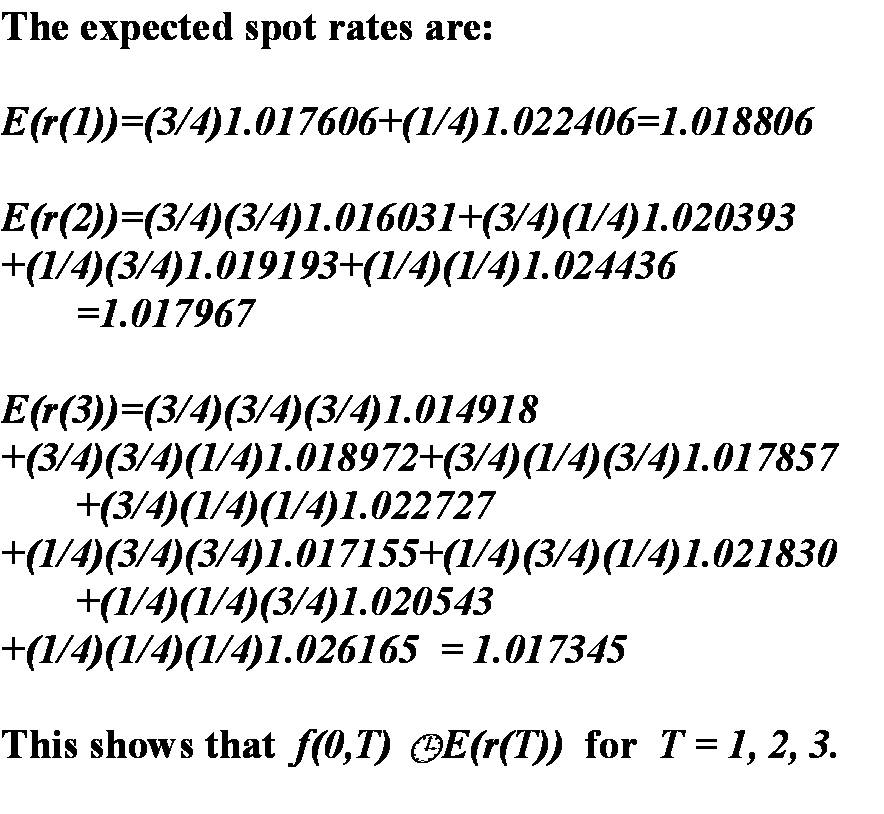 The expected spot rates are:
E(r(1))=(3/4)1.017606+(1/4)1.022406=1.018806
E(r(2))=(3/4)(3/4)1.016031+(3/4)(1/4)1.020393
+(1/4)(3/4)1.019193+(1/4)(1/4)1.024436
=1.017967
E(r(3))=(3/4)(3/4)(3/4)1.014918
+(3/4)(3/4)(1/4)1.018972+(3/4)(1/4)(3/4)1.017857
+(3/4)(1/4)(1/4)1.022727
+(1/4)(3/4)(3/4)1.017155+(1/4)(3/4)(1/4)1.021830
+(1/4)(1/4)(3/4)1.020543
+(1/4)(1/4)(1/4)1.026165 = 1.017345
This shows that f(0,T) 🕒E(r(T)) for T = 1, 2, 3.